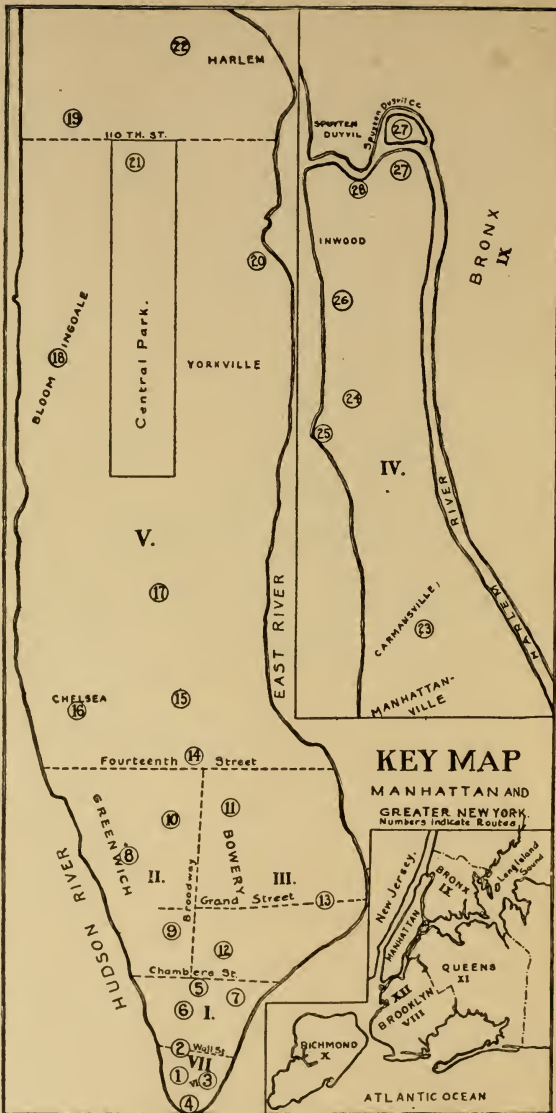 22
HARLEM
19
110 TH. ST.
21
20
BLOOMINGDALE
18
Central Park.
YORKVILLE
V.
17
EAST RIVER
CHELSEA
16
15
14
Fourteenth Street
GREENWICH
10
11
8
II.
Broadway
BOWERY
III.
Grand Street
13
9
12
HUDSON RIVER
Chambers St.
5
6
I.
7
2
Wall St.
VII
1
VI
3
4
SPUYTEN
DUYVIL
Spuyten Duyvil Cr.
27
28
27
INWOOD
BRONX
IX
26
24
25
IV.
HARLEM RIVER
CARMANSVILLE
23
MANHATTAN-
VILLE
KEY MAP
MANHATTAN AND
GREATER NEW YORK.
Numbers Indicate Routes
New Jersey.
MANHATTAN
BRONX
IX
Long Island
Sound
QUEENS
XI
XII
BROOKLYN
VIII
RICHMOND
X
ATLANTIC OCEAN